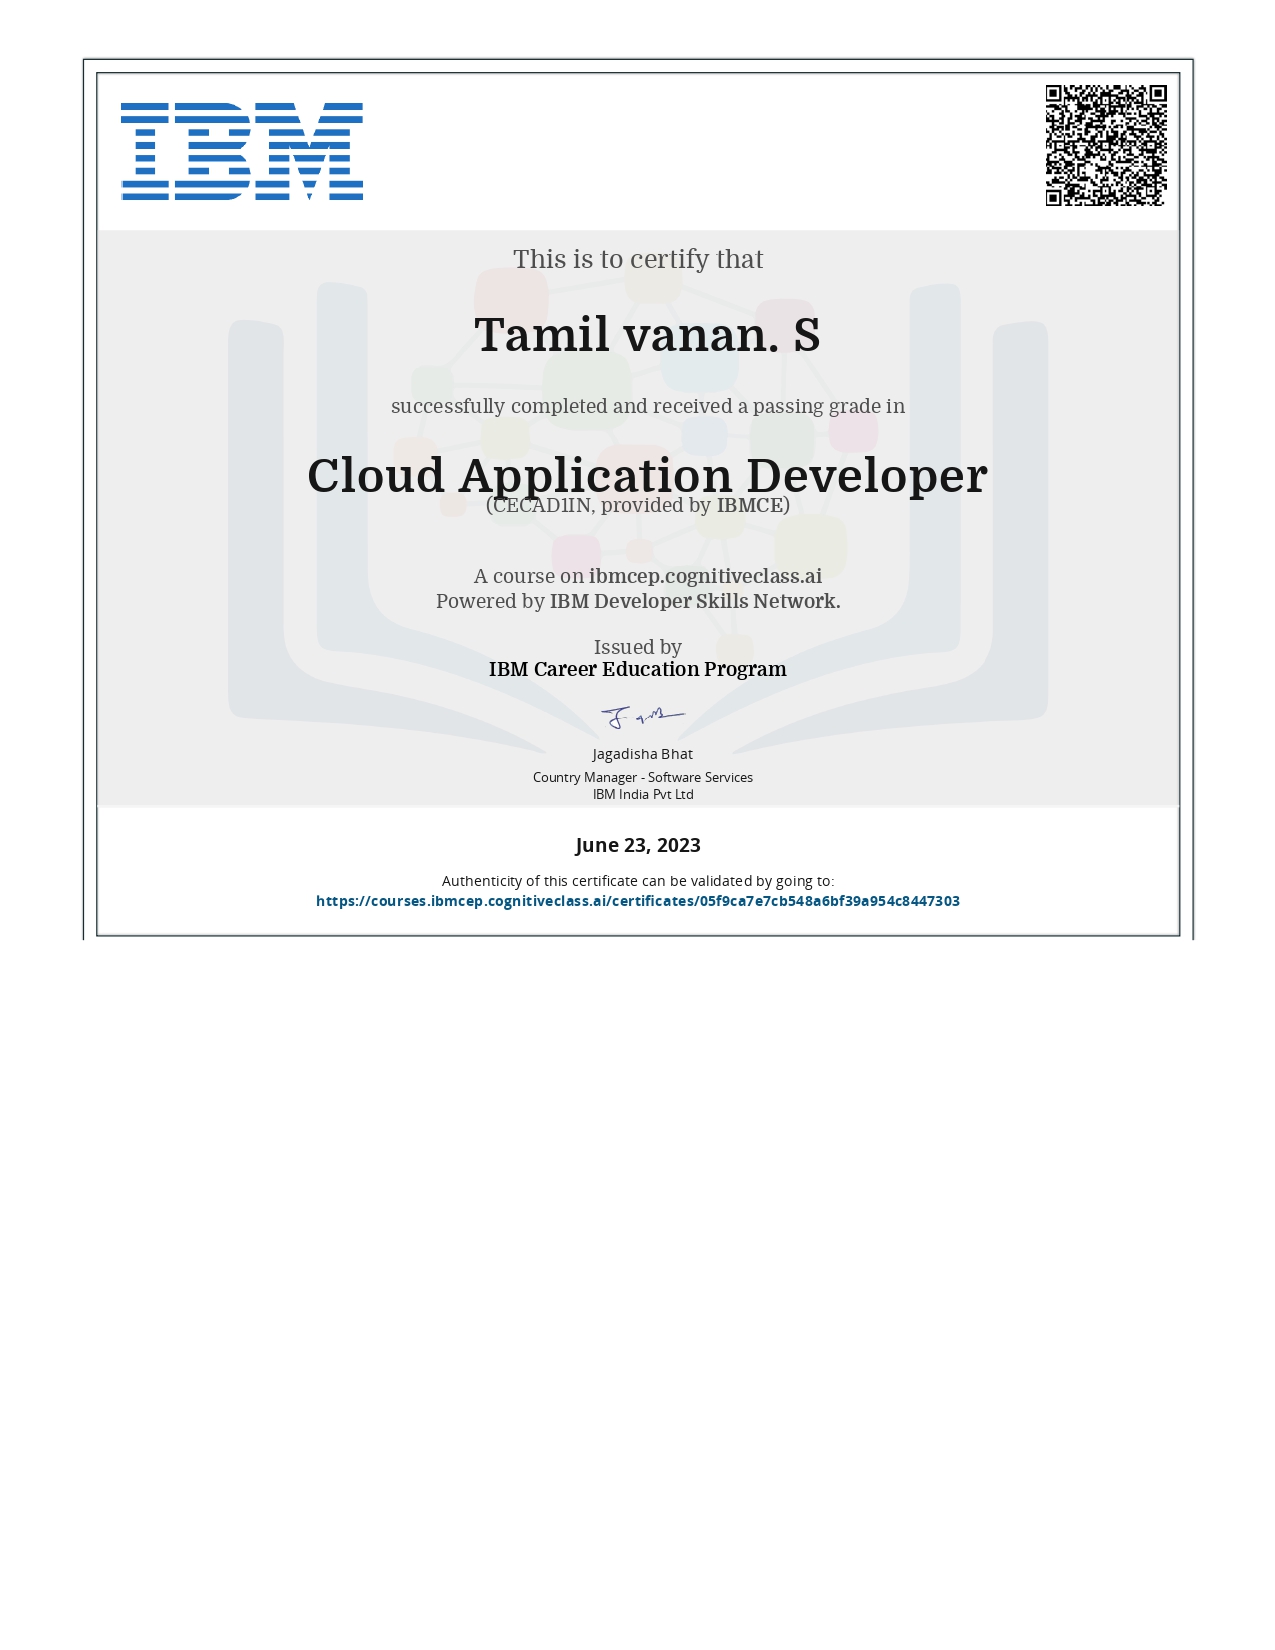 IBM
This is to certify that
Tamil vanan. S
successfully completed and received a passing grade in
Cloud Application Developer
(CECAD1IN, provided by IBMCE)
A course on ibmcep.cognitiveclass.ai
Powered by IBM Developer Skills Network.
Issued by
IBM Career Education Program
Jagadisha Bhat
Country Manager - Software Services
IBM India Pvt Ltd
June 23, 2023
Authenticity of this certificate can be validated by going to:
https://courses.ibmcep.cognitiveclass.ai/certificates/05f9ca7e7cb548a6bf39a954c8447303